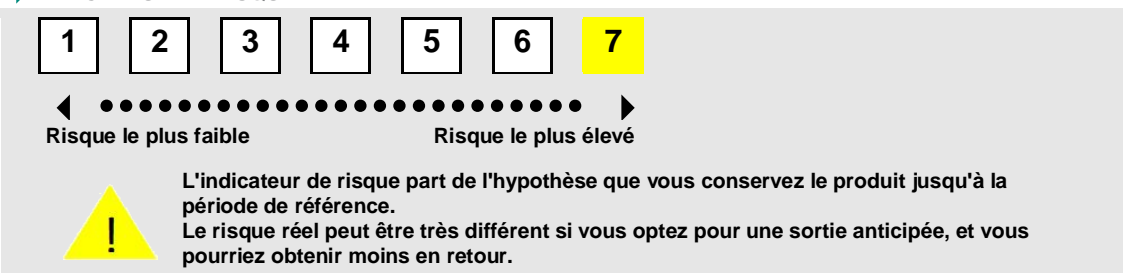 1 2 3 4 5 6 7
Risque le plus faible Risque le plus élevé
L'indicateur de risque part de l'hypothèse que vous conservez le produit jusqu'à la
période de référence.
Le risque réel peut être très différent si vous optez pour une sortie anticipée, et vous
pourriez obtenir moins en retour.
!